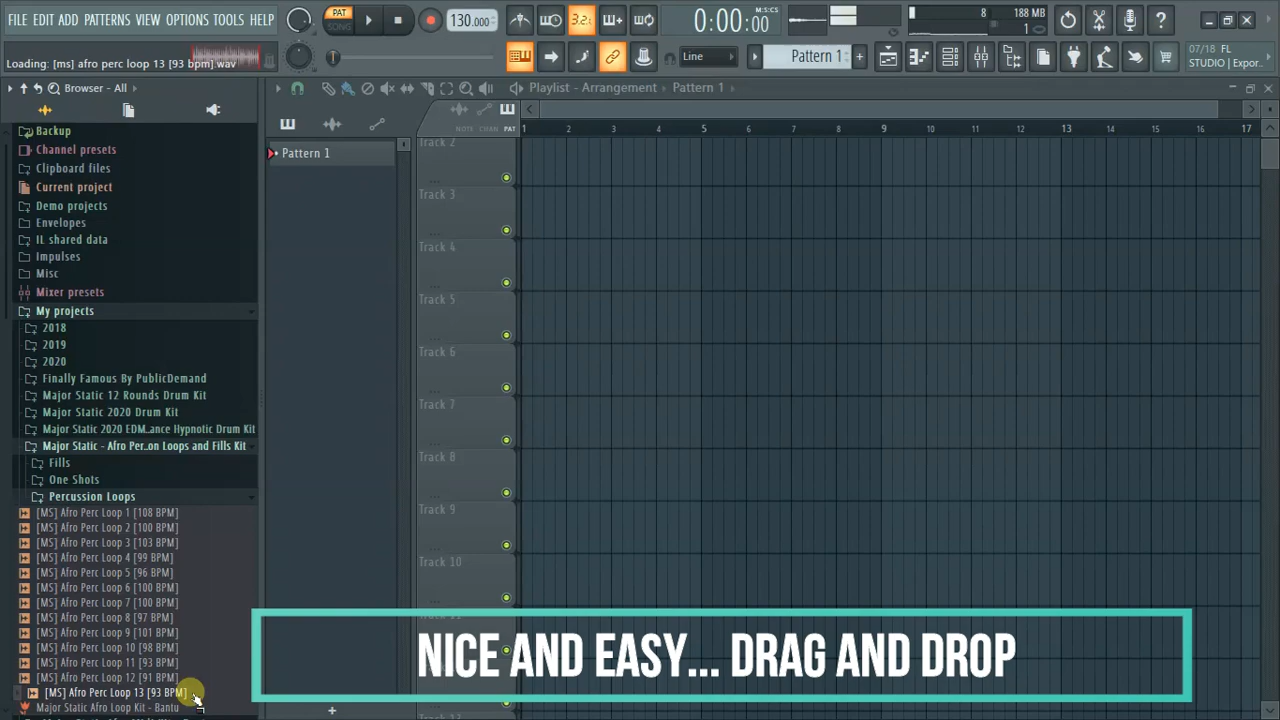 FILE EDIT ADD PATTERNS VIEW OPTIONS TOOLS HELP
PAT
SONG
130.000
3.2:
0:00:00
M:S:CS
8
188 MB
1
Loading: [ms] afro perc loop 13 [93 bpm].wav
Line
Pattern 1
07/18 FL
STUDIO | Expor..
Browser - All
Playlist - Arrangement
Pattern 1
NOTE CHAN PAT
1 2 3 4 5 6 7 8 9 10 11 12 13 14 15 16 17
Backup
Channel presets
Clipboard files
Current project
Demo projects
Envelopes
IL shared data
Impulses
Misc
Mixer presets
My projects
2018
2019
2020
Finally Famous By PublicDemand
Major Static 12 Rounds Drum Kit
Major Static 2020 Drum Kit
Major Static 2020 EDM..ance Hypnotic Drum Kit
Major Static - Afro Per..on Loops and Fills Kit
Fills
One Shots
Percussion Loops
[MS] Afro Perc Loop 1 [108 BPM]
[MS] Afro Perc Loop 2 [100 BPM]
[MS] Afro Perc Loop 3 [103 BPM]
[MS] Afro Perc Loop 4 [99 BPM]
[MS] Afro Perc Loop 5 [96 BPM]
[MS] Afro Perc Loop 6 [100 BPM]
[MS] Afro Perc Loop 7 [100 BPM]
[MS] Afro Perc Loop 8 [97 BPM]
[MS] Afro Perc Loop 9 [101 BPM]
[MS] Afro Perc Loop 10 [98 BPM]
[MS] Afro Perc Loop 11 [93 BPM]
[MS] Afro Perc Loop 12 [91 BPM]
[MS] Afro Perc Loop 13 [93 BPM]
Major Static Afro Loop Kit - Bantu
Pattern 1
Track 2
Track 3
Track 4
Track 5
Track 6
Track 7
Track 8
Track 9
Track 10
NICE AND EASY... DRAG AND DROP